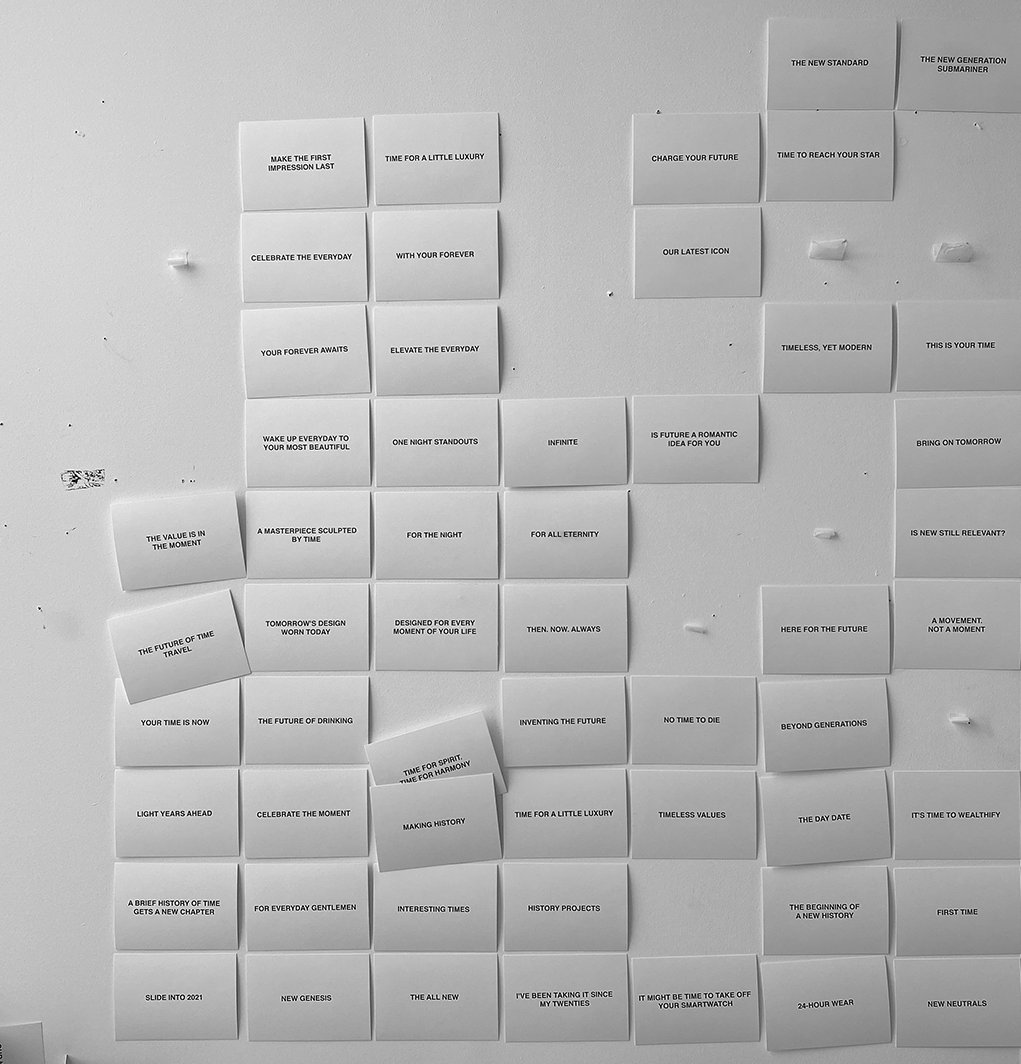 THE NEW STANDARD
THE NEW GENERATION
SUBMARINER
MAKE THE FIRST
IMPRESSION LAST
TIME FOR A LITTLE LUXURY
CHARGE YOUR FUTURE
TIME TO REACH YOUR STAR
CELEBRATE THE EVERYDAY
WITH YOUR FOREVER
OUR LATEST ICON
YOUR FOREVER AWAITS
ELEVATE THE EVERYDAY
TIMELESS, YET MODERN
THIS IS YOUR TIME
WAKE UP EVERYDAY TO
YOUR MOST BEAUTIFUL
ONE NIGHT STANDOUTS
INFINITE
IS FUTURE A ROMANTIC
IDEA FOR YOU
BRING ON TOMORROW
THE VALUE IS IN
THE MOMENT
A MASTERPIECE SCULPTED
BY TIME
FOR THE NIGHT
FOR ALL ETERNITY
IS NEW STILL RELEVANT?
THE FUTURE OF TIME
TRAVEL
TOMORROW'S DESIGN
WORN TODAY
DESIGNED FOR EVERY
MOMENT OF YOUR LIFE
THEN. NOW. ALWAYS
HERE FOR THE FUTURE
A MOVEMENT.
NOT A MOMENT
YOUR TIME IS NOW
THE FUTURE OF DRINKING
TIME FOR SPIRIT.
TIME FOR HARMONY
INVENTING THE FUTURE
NO TIME TO DIE
BEYOND GENERATIONS
LIGHT YEARS AHEAD
CELEBRATE THE MOMENT
MAKING HISTORY
TIME FOR A LITTLE LUXURY
TIMELESS VALUES
THE DAY DATE
IT'S TIME TO WEALTHIFY
A BRIEF HISTORY OF TIME
GETS A NEW CHAPTER
FOR EVERYDAY GENTLEMEN
INTERESTING TIMES
HISTORY PROJECTS
THE BEGINNING OF
A NEW HISTORY
FIRST TIME
SLIDE INTO 2021
NEW GENESIS
THE ALL NEW
I'VE BEEN TAKING IT SINCE
MY TWENTIES
IT MIGHT BE TIME TO TAKE OFF
YOUR SMARTWATCH
24-HOUR WEAR
NEW NEUTRALS